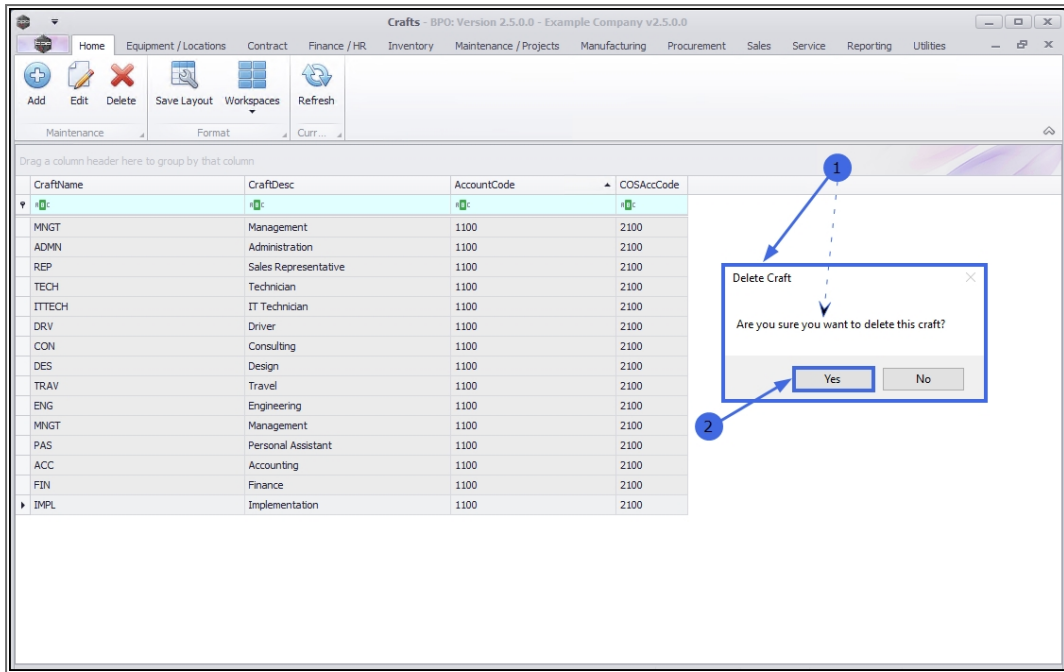 Crafts - BPO: Version 2.5.0.0 - Example Company v2.5.0.0
Home Equipment / Locations Contract Finance / HR Inventory Maintenance / Projects Manufacturing Procurement Sales Service Reporting Utilities
Add Edit Delete Save Layout Workspaces Refresh
Maintenance Format Curr...
Drag a column header here to group by that column
CraftName CraftDesc AccountCode COSAccCode
MNGT Management 1100 2100
ADMN Administration 1100 2100
REP Sales Representative 1100 2100
TECH Technician 1100 2100
ITTECH IT Technician 1100 2100
DRV Driver 1100 2100
CON Consulting 1100 2100
DES Design 1100 2100
TRAV Travel 1100 2100
ENG Engineering 1100 2100
MNGT Management 1100 2100
PAS Personal Assistant 1100 2100
ACC Accounting 1100 2100
FIN Finance 1100 2100
IMPL Implementation 1100 2100
1
Delete Craft
Are you sure you want to delete this craft?
Yes No
2